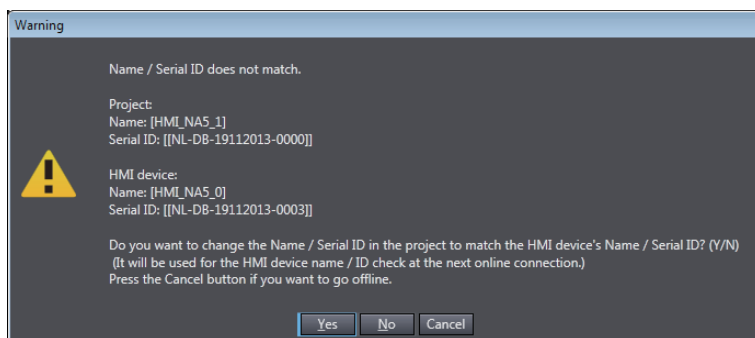 Warning
Name / Serial ID does not match.
Project:
Name: [HMI_NA5_1]
Serial ID: [[NL-DB-19112013-0000]]
HMI device:
Name: [HMI_NA5_0]
Serial ID: [[NL-DB-19112013-0003]]
Do you want to change the Name / Serial ID in the project to match the HMI device's Name / Serial ID? (Y/N)
(It will be used for the HMI device name / ID check at the next online connection.)
Press the Cancel button if you want to go offline.
Yes No Cancel